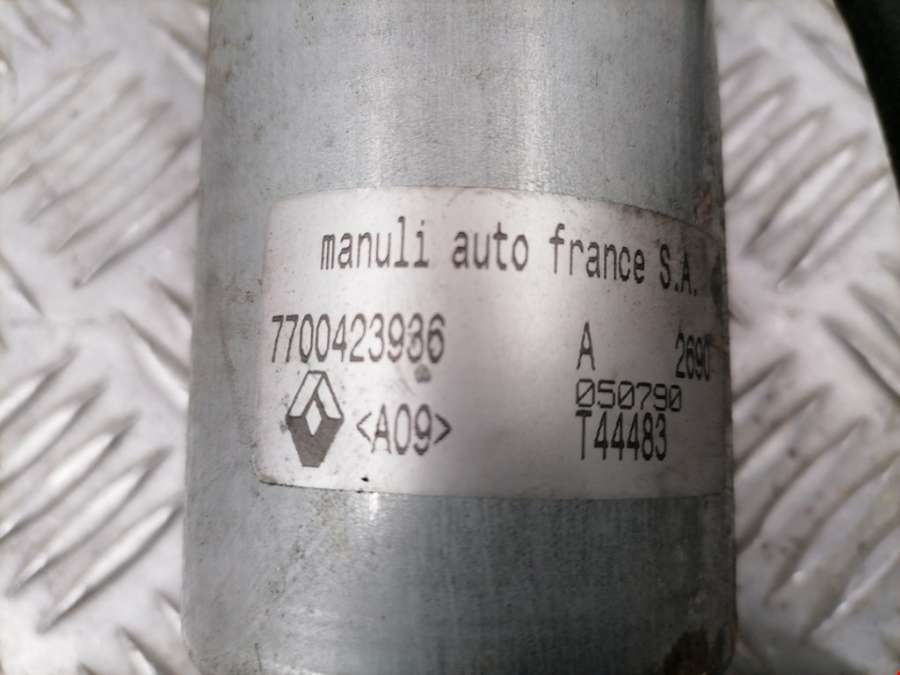 manuli auto france S.A.
7700423936 A 2690
050790
<A09> T44483